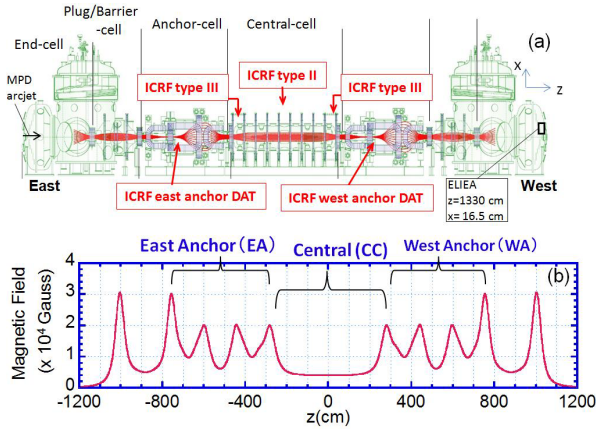 Plug/Barrier
-cell
End-cell
Anchor-cell
Central-cell
(a)
MPD
arcjet
ICRF type III
ICRF type II
ICRF type III
X
z
East
ICRF east anchor DAT
ICRF west anchor DAT
West
ELIEA
z=1330 cm
x= 16.5 cm
East Anchor (EA)
Central (CC)
West Anchor (WA)
(b)
Magnetic Field
(x 10⁴ Gauss)
4
3
2
1
0
-1200 -800 -400 0 400 800 1200
z(cm)